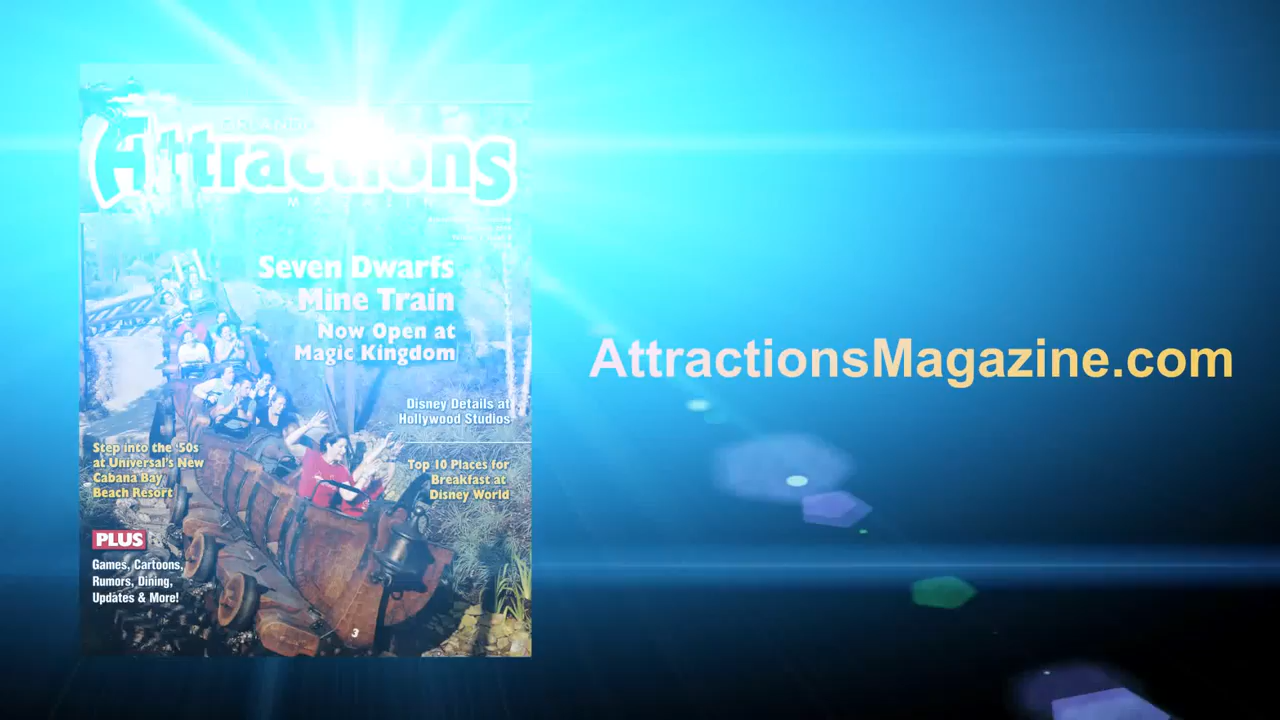 Attractions
Seven Dwarfs
Mine Train
Now Open at
Magic Kingdom
AttractionsMagazine.com
Disney Details at
Hollywood Studios
Step into the '50s
at Universal's New
Cabana Bay
Beach Resort
Top 10 Places for
Breakfast at
Disney World
PLUS
Games, Cartoons,
Rumors, Dining,
Updates & More!
3